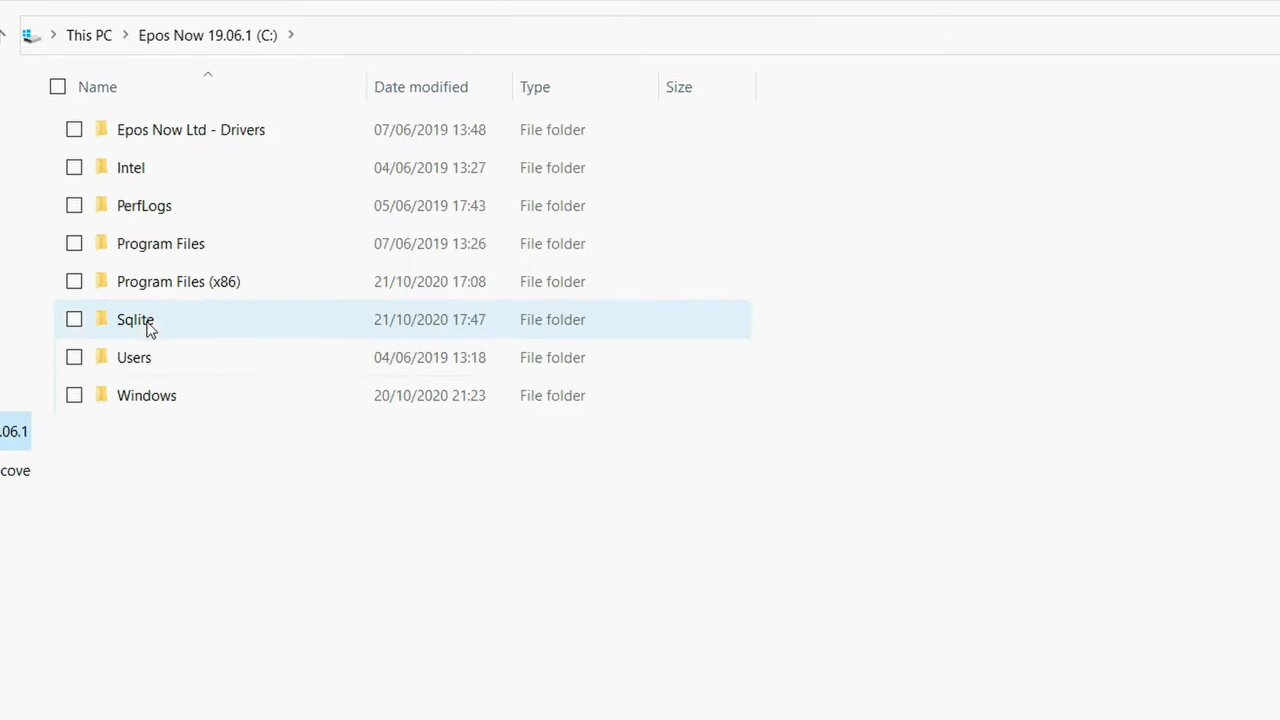 This PC > Epos Now 19.06.1 (C:) >
Name Date modified Type Size
Epos Now Ltd - Drivers 07/06/2019 13:48 File folder
Intel 04/06/2019 13:27 File folder
PerfLogs 05/06/2019 17:43 File folder
Program Files 07/06/2019 13:26 File folder
Program Files (x86) 21/10/2020 17:08 File folder
Sqlite 21/10/2020 17:47 File folder
Users 04/06/2019 13:18 File folder
Windows 20/10/2020 21:23 File folder
.06.1
cove